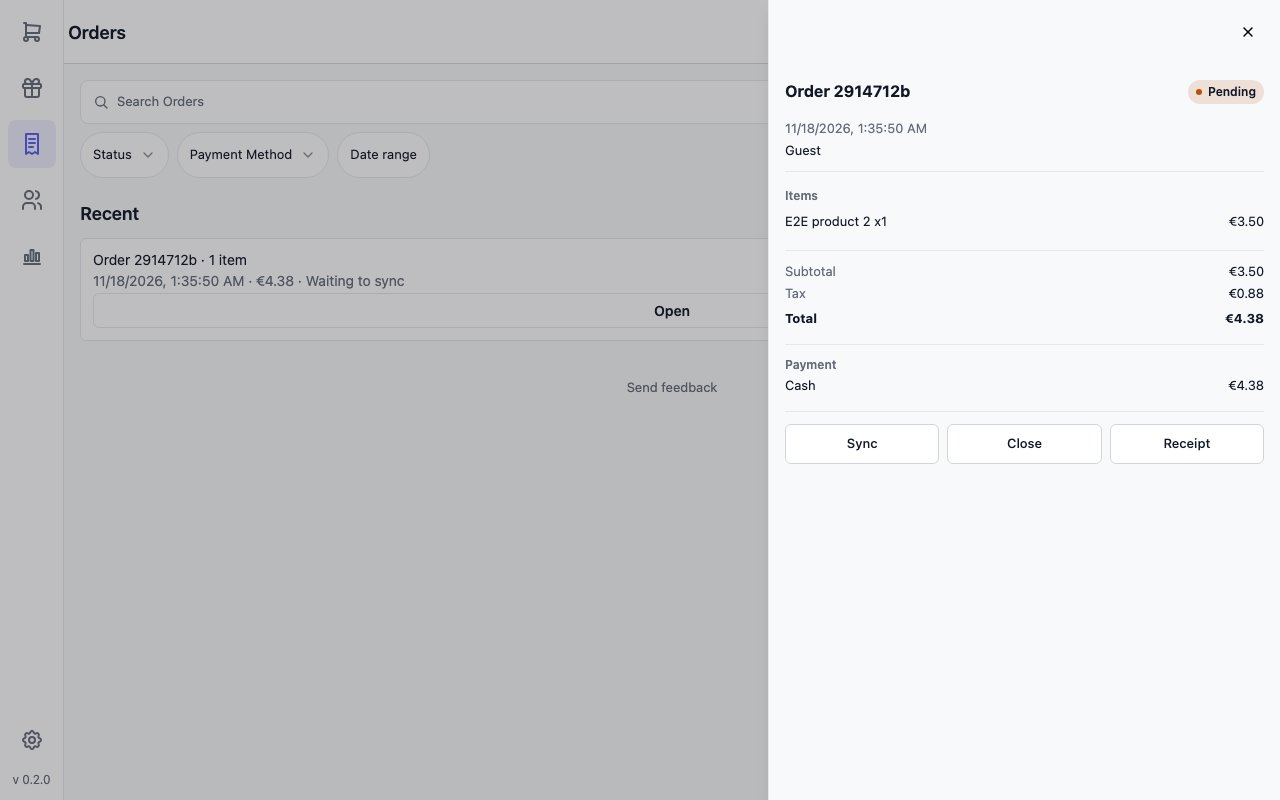 Orders
Search Orders
Status
Payment Method
Date range
Recent
Order 2914712b · 1 item
11/18/2026, 1:35:50 AM · €4.38 · Waiting to sync
Open
Send feedback
v 0.2.0
Order 2914712b
Pending
11/18/2026, 1:35:50 AM
Guest
Items
E2E product 2 x1 €3.50
Subtotal €3.50
Tax €0.88
Total €4.38
Payment
Cash €4.38
Sync
Close
Receipt